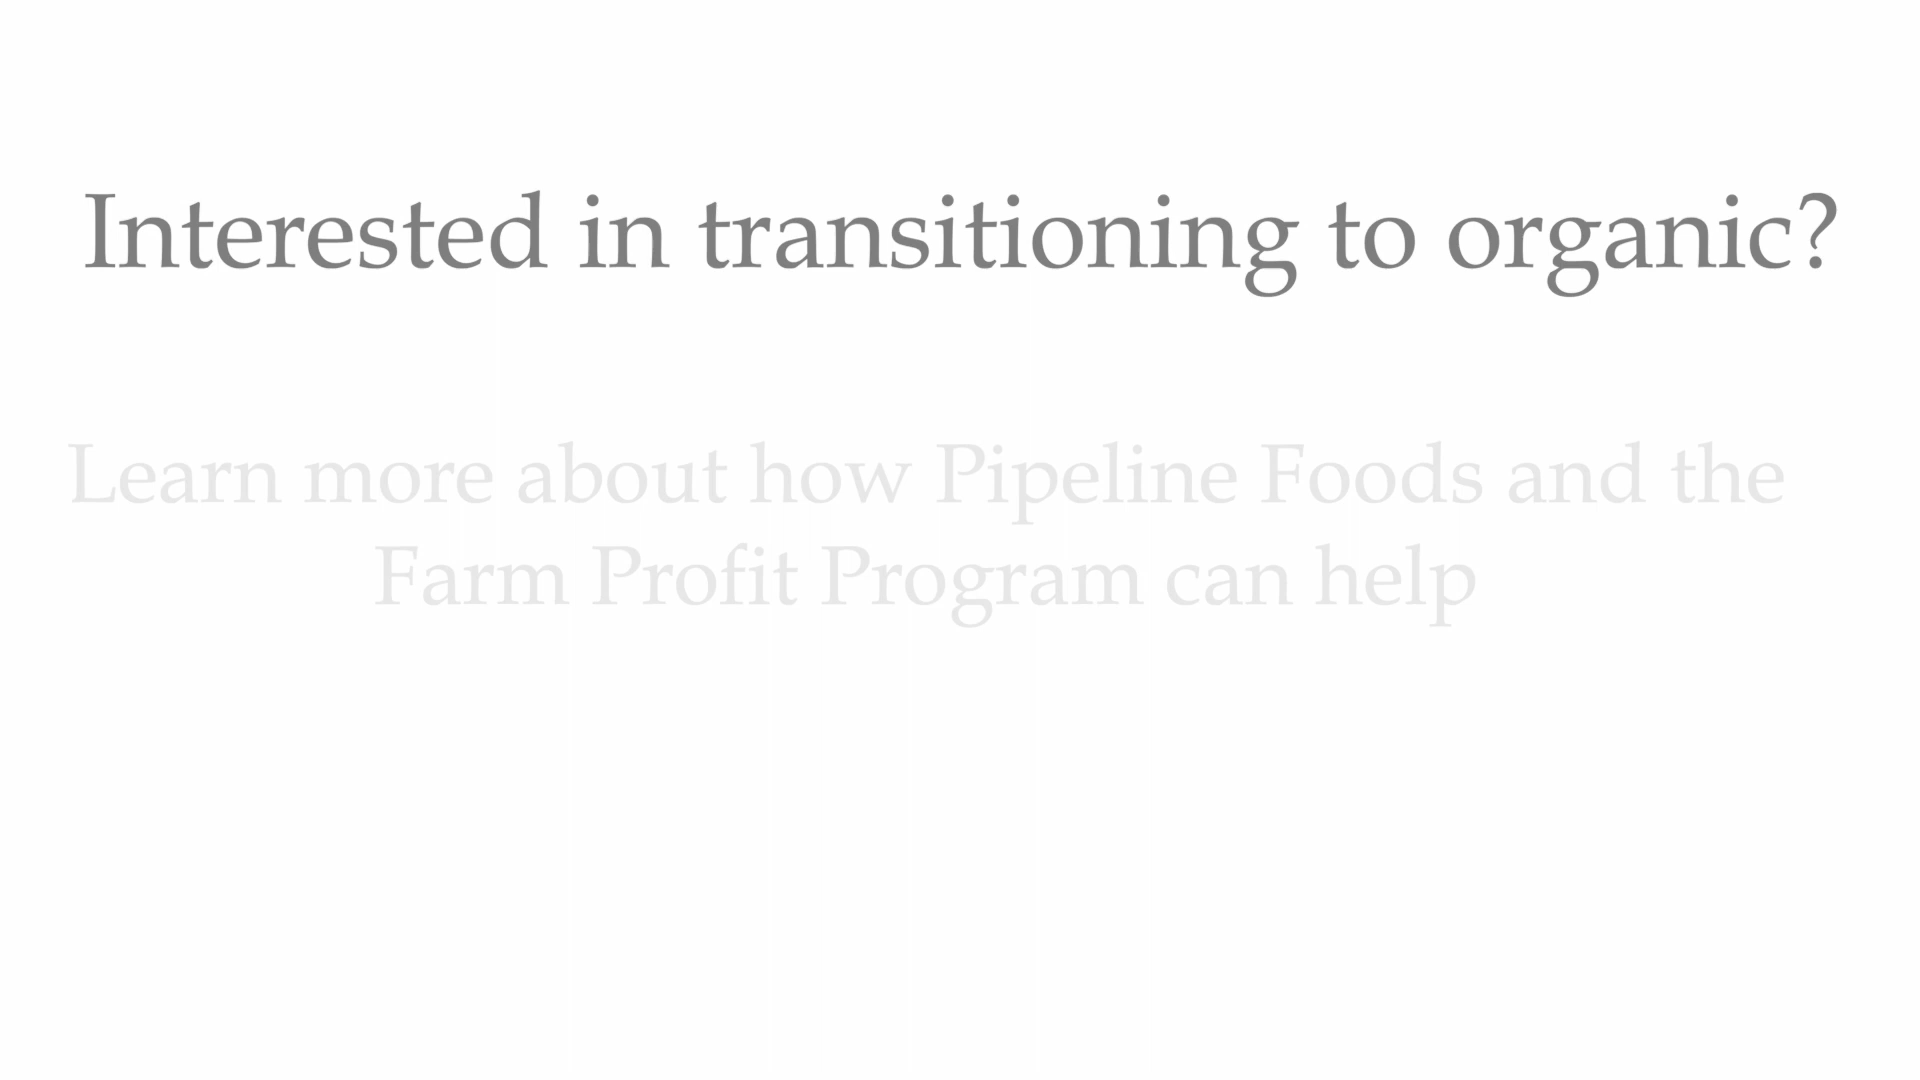 Interested in transitioning to organic?
Learn more about how Pipeline Foods and the
Farm Profit Program can help